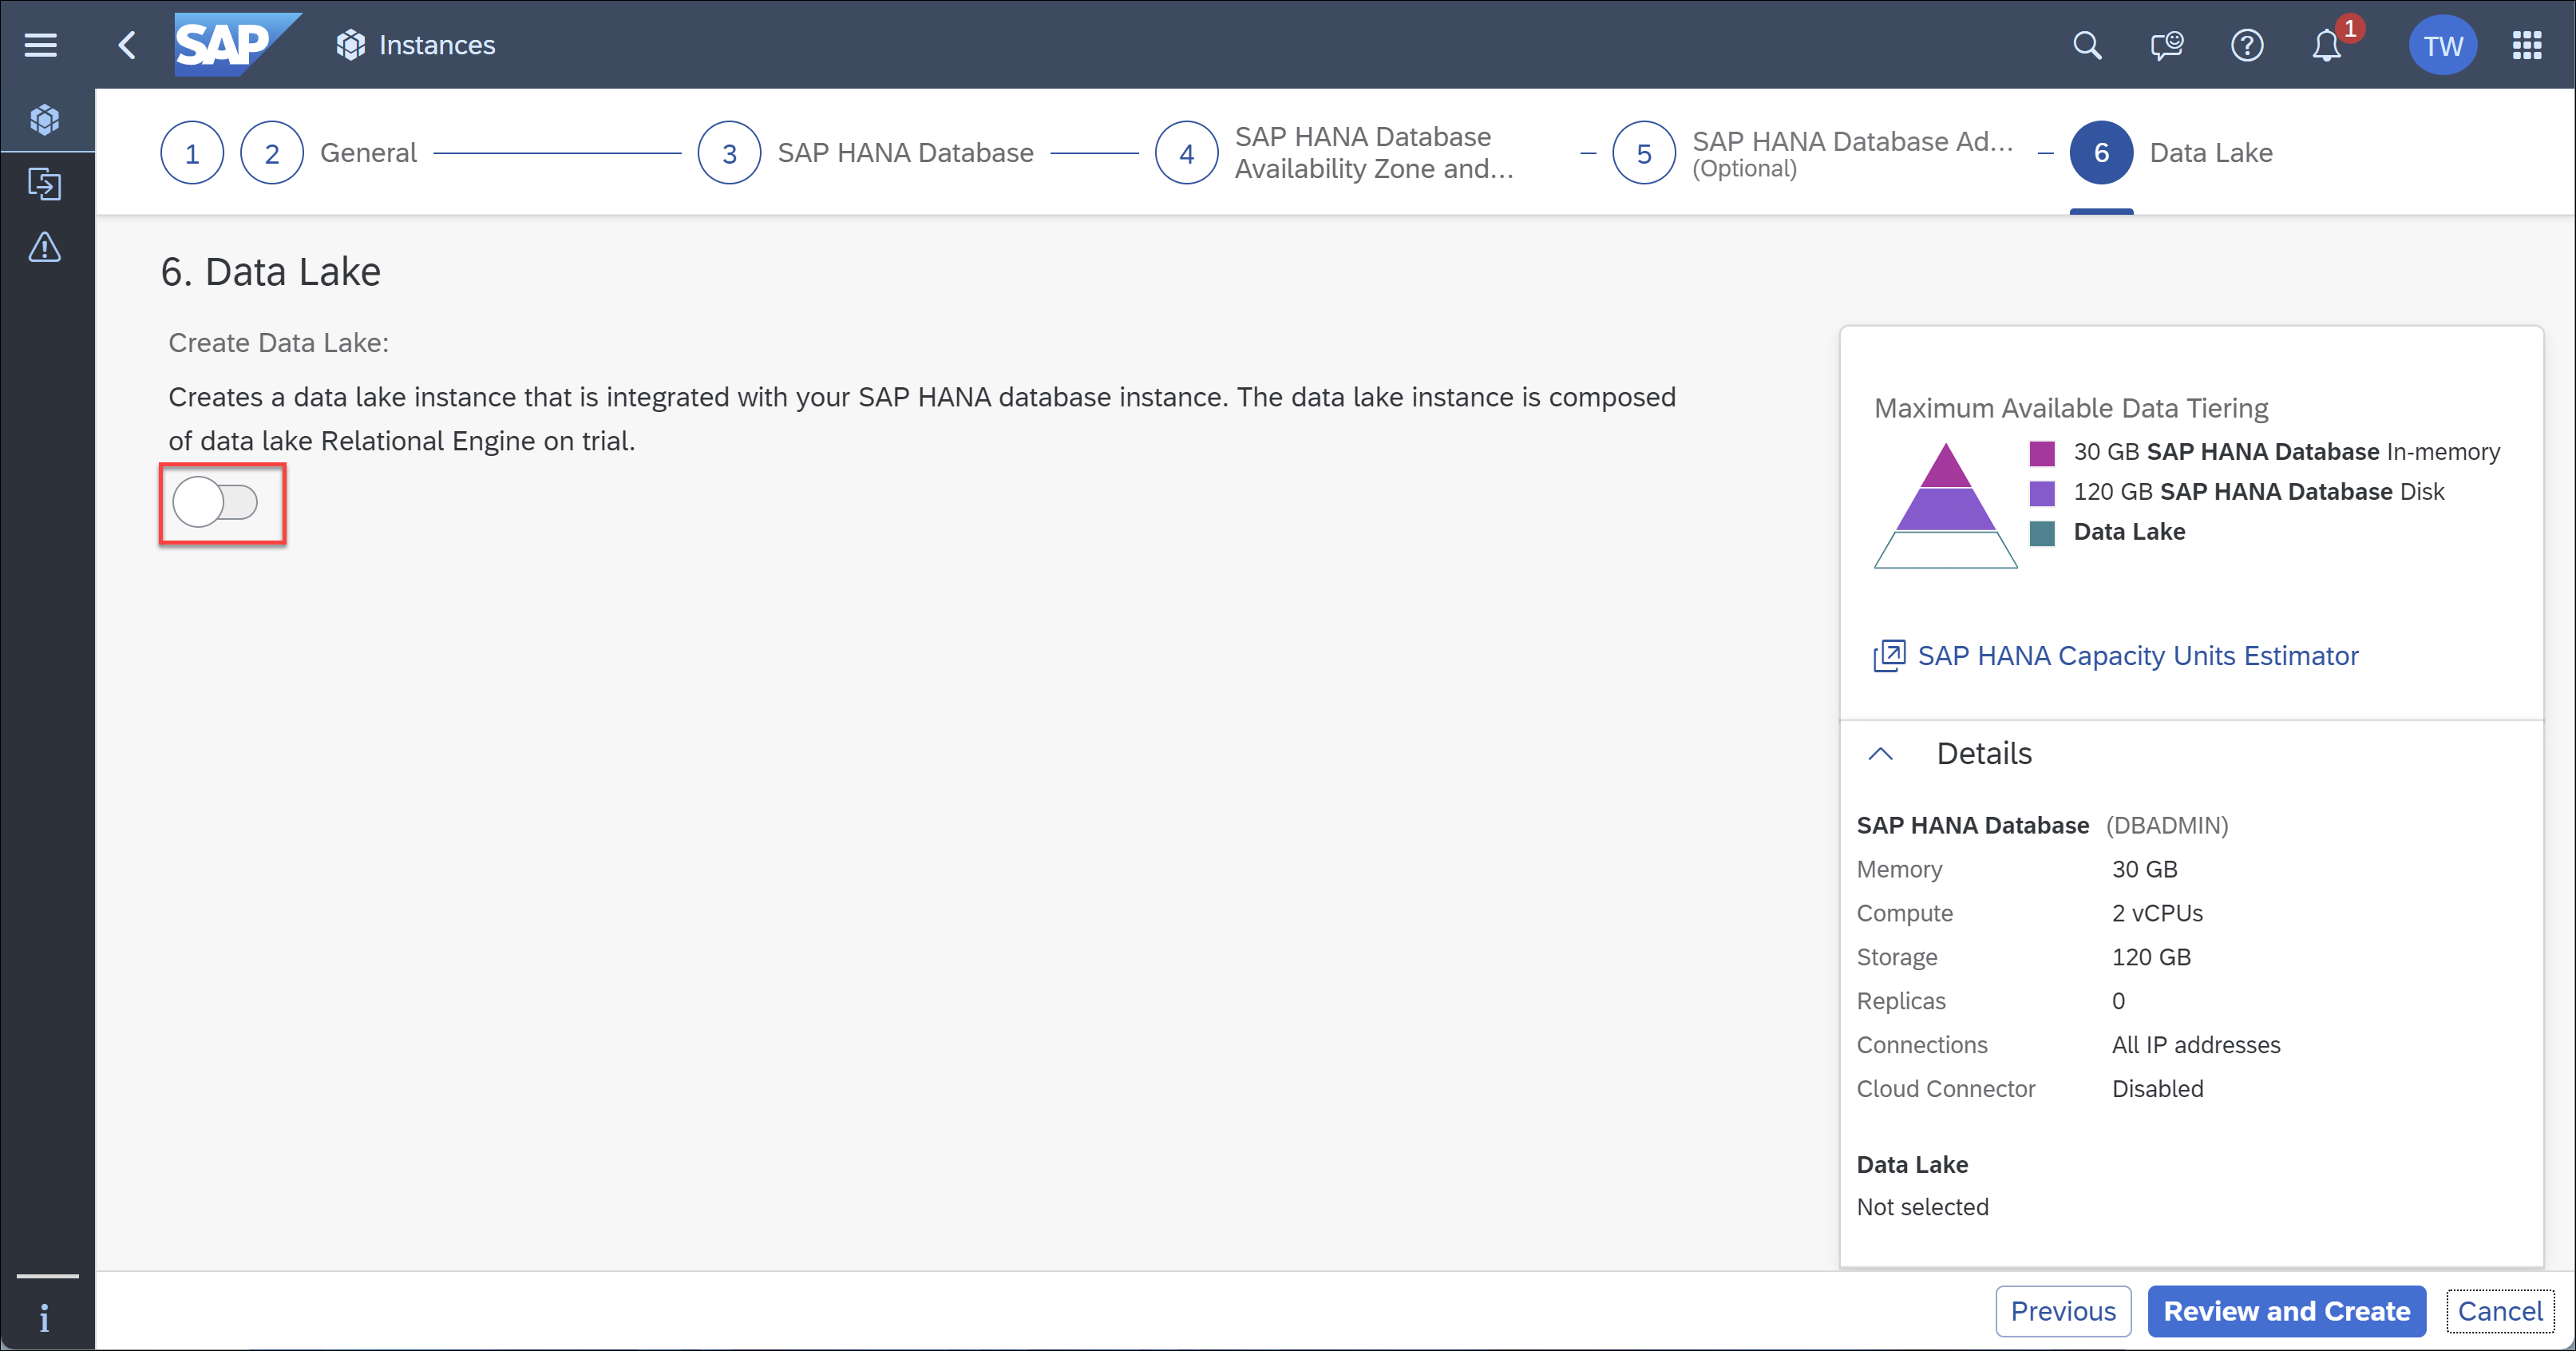 SAP
Instances
1
TW
1
2
General
3
SAP HANA Database
4
SAP HANA Database
Availability Zone and...
5
SAP HANA Database Ad...
(Optional)
6
Data Lake
6. Data Lake
Create Data Lake:
Creates a data lake instance that is integrated with your SAP HANA database instance. The data lake instance is composed
of data lake Relational Engine on trial.
Maximum Available Data Tiering
30 GB SAP HANA Database In-memory
120 GB SAP HANA Database Disk
Data Lake
SAP HANA Capacity Units Estimator
Details
SAP HANA Database (DBADMIN)
Memory 30 GB
Compute 2 vCPUs
Storage 120 GB
Replicas 0
Connections All IP addresses
Cloud Connector Disabled
Data Lake
Not selected
Previous
Review and Create
Cancel